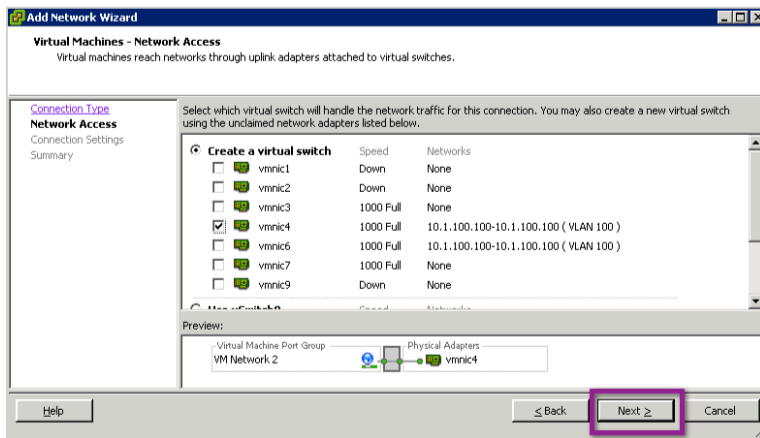 Add Network Wizard
Virtual Machines - Network Access
Virtual machines reach networks through uplink adapters attached to virtual switches.
Connection Type
Network Access
Connection Settings
Summary
Select which virtual switch will handle the network traffic for this connection. You may also create a new virtual switch
using the unclaimed network adapters listed below.
Create a virtual switch Speed Networks
vmnic1 Down None
vmnic2 Down None
vmnic3 1000 Full None
vmnic4 1000 Full 10.1.100.100-10.1.100.100 ( VLAN 100 )
vmnic6 1000 Full 10.1.100.100-10.1.100.100 ( VLAN 100 )
vmnic7 1000 Full None
vmnic9 Down None
Speed Networks
Preview:
Virtual Machine Port Group Physical Adapters
VM Network 2 vmnic4
Help < Back Next > Cancel